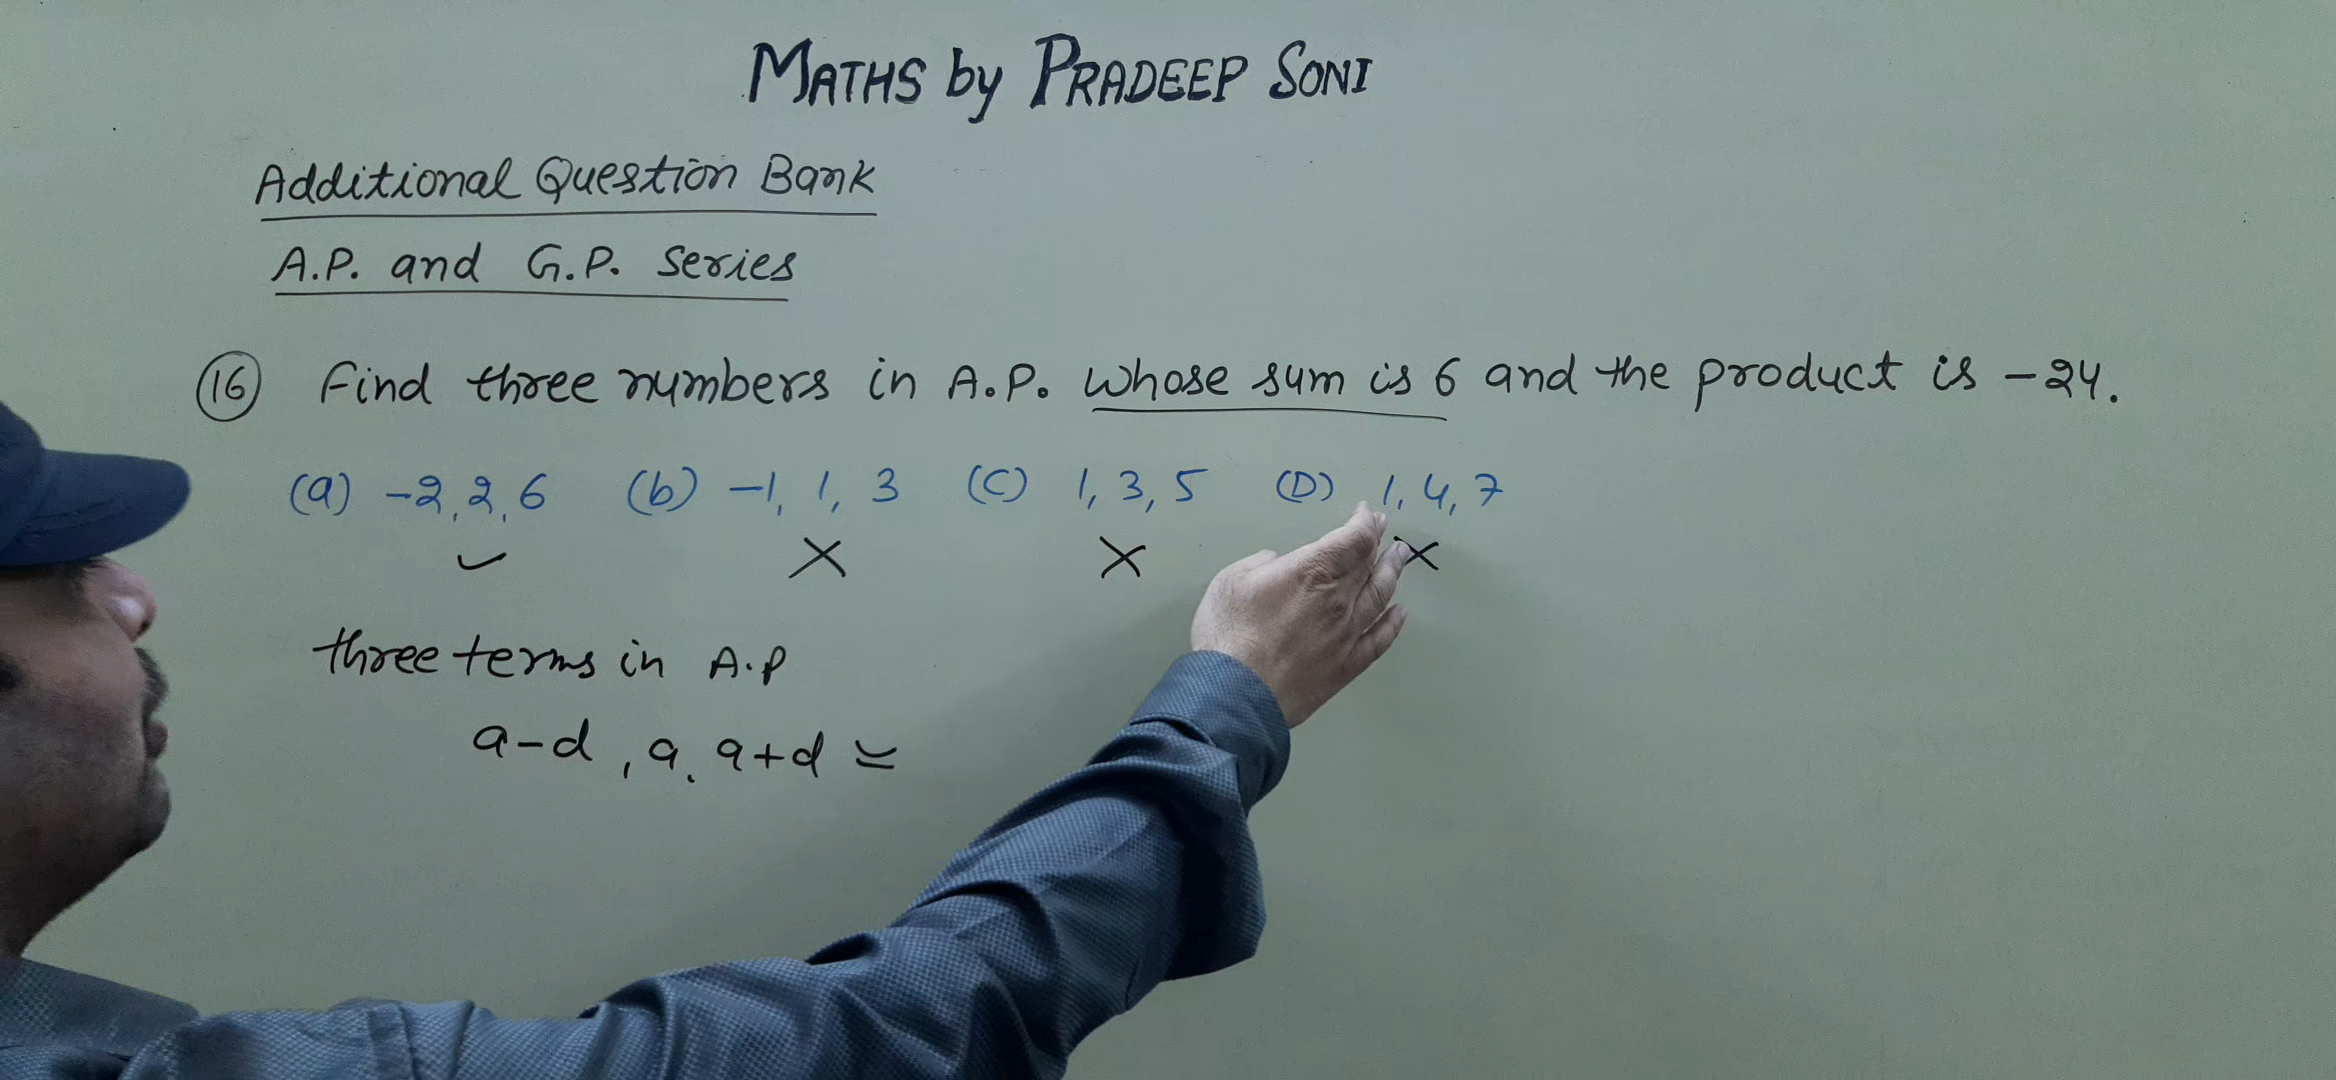 MATHS by PRADEEP SONI
Additional Question Bank
A.P. and G.P. Series
(16) Find three numbers in A.P. whose sum is 6 and the product is -24.
(a) -2, 2, 6 (b) -1, 1, 3 (C) 1, 3, 5 (D) 1, 4, 7
three terms in A.P
a-d, a, a+d